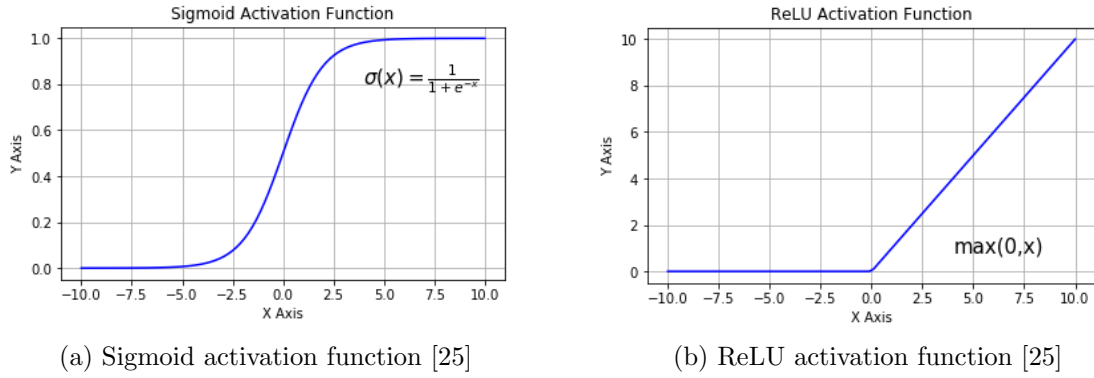 Sigmoid Activation Function
1.0
σ(x) = 1/(1 + e^{-x})
0.8
0.6
Y Axis
0.4
0.2
0.0
−10.0 −7.5 −5.0 −2.5 0.0 2.5 5.0 7.5 10.0
X Axis
(a) Sigmoid activation function [25]
ReLU Activation Function
10
8
6
Y Axis
4
2
max(0,x)
0
−10.0 −7.5 −5.0 −2.5 0.0 2.5 5.0 7.5 10.0
X Axis
(b) ReLU activation function [25]